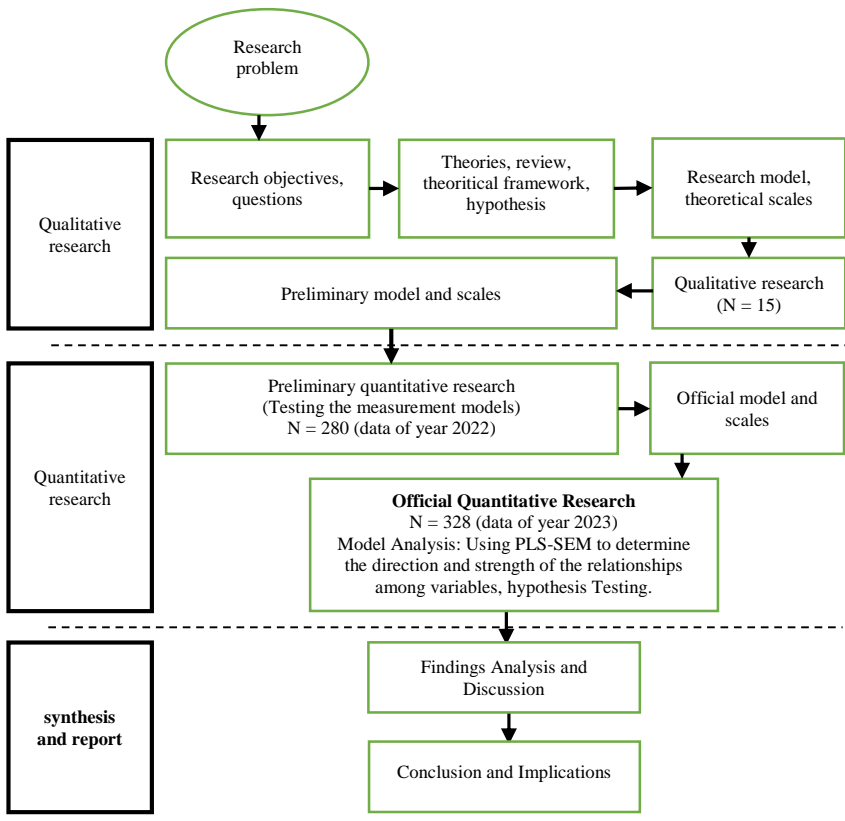 Research
problem
Qualitative
research
Research objectives,
questions
Theories, review,
theoritical framework,
hypothesis
Research model,
theoretical scales
Qualitative research
(N = 15)
Preliminary model and scales
Quantitative
research
Preliminary quantitative research
(Testing the measurement models)
N = 280 (data of year 2022)
Official model and
scales
Official Quantitative Research
N = 328 (data of year 2023)
Model Analysis: Using PLS-SEM to determine
the direction and strength of the relationships
among variables, hypothesis Testing.
synthesis
and report
Findings Analysis and
Discussion
Conclusion and Implications